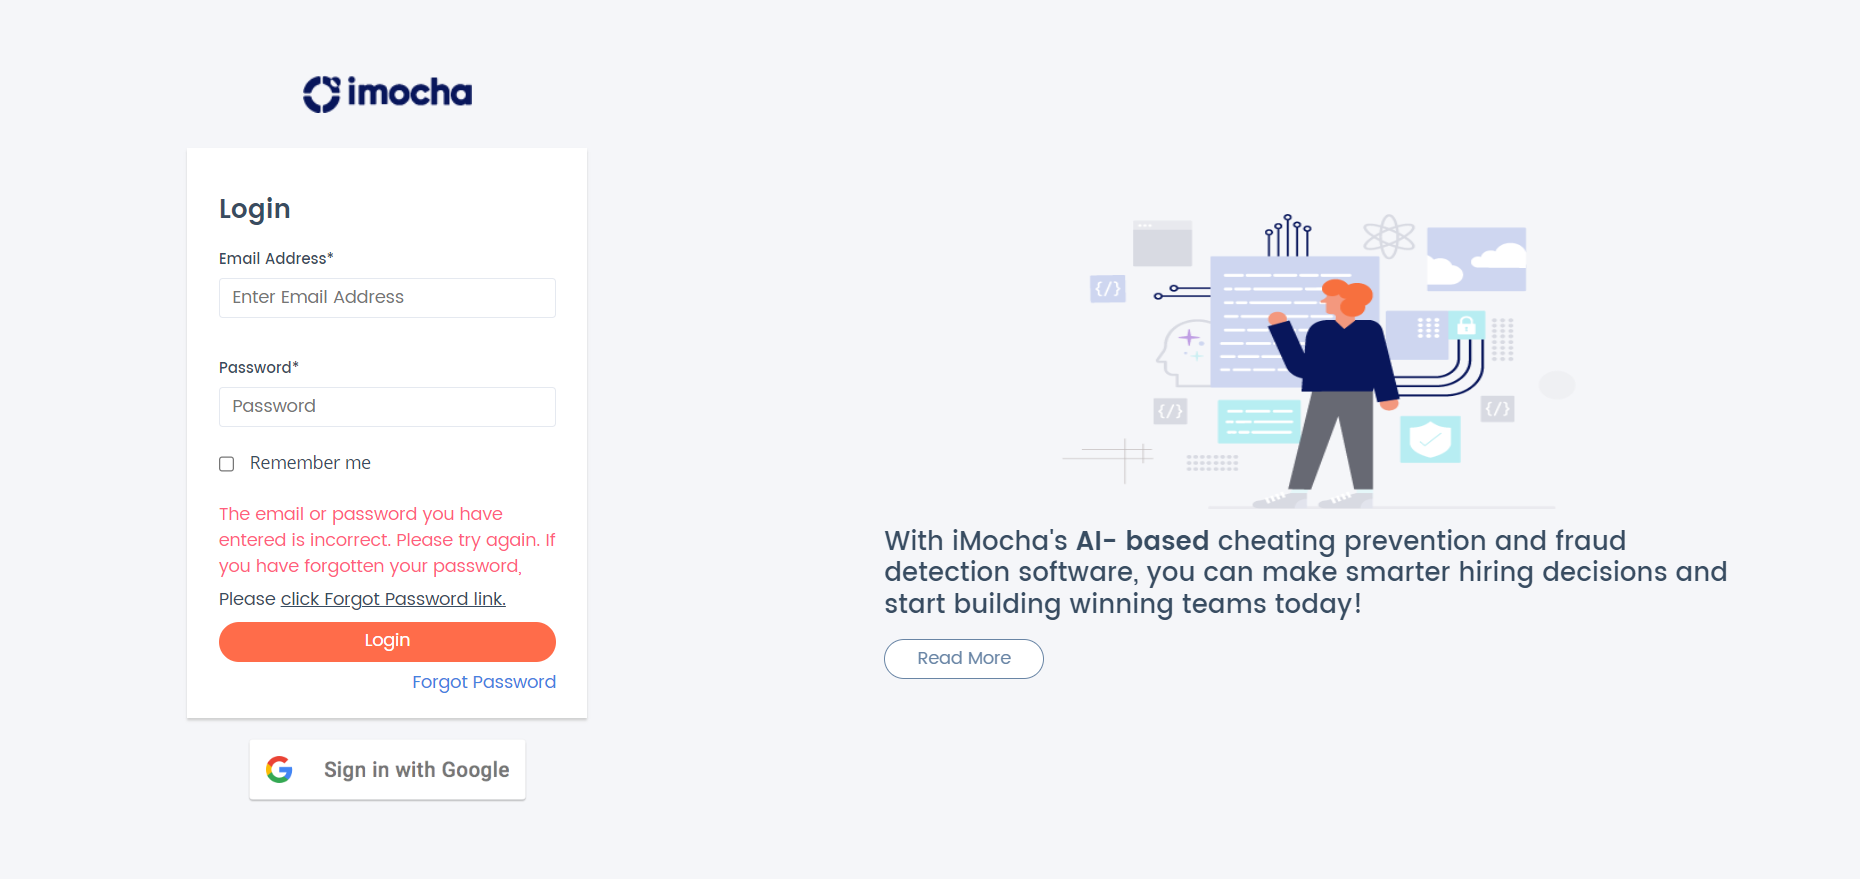 imocha
Login
Email Address*
Enter Email Address
Password*
Password
Remember me
The email or password you have
entered is incorrect. Please try again. If
you have forgotten your password,
Please click Forgot Password link.
Login
Forgot Password
Sign in with Google
{/}
{/}
{/}
With iMocha's AI- based cheating prevention and fraud
detection software, you can make smarter hiring decisions and
start building winning teams today!
Read More